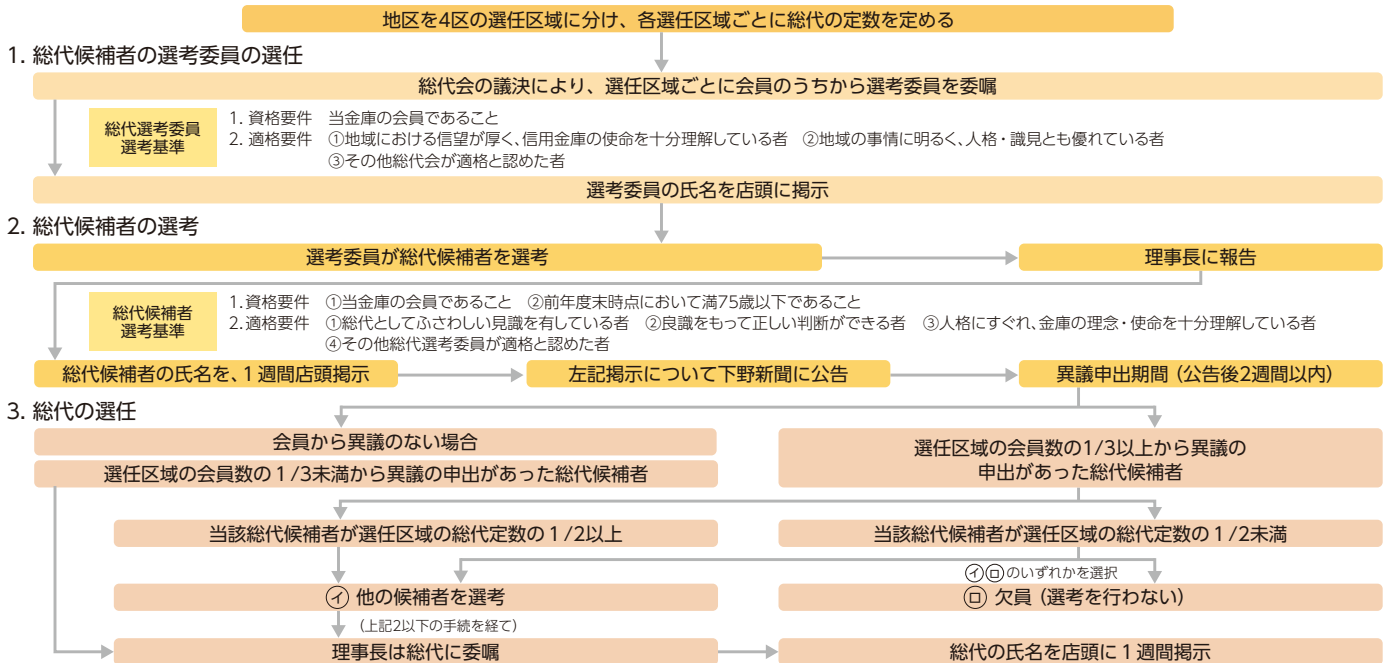 地区を4区の選任区域に分け、各選任区域ごとに総代の定数を定める
1. 総代候補者の選考委員の選任
総代会の議決により、選任区域ごとに会員のうちから選考委員を委嘱
総代選考委員
選考基準
1. 資格要件　当金庫の会員であること
2. 適格要件　①地域における信望が厚く、信用金庫の使命を十分理解している者　②地域の事情に明るく、人格・識見とも優れている者
③その他総代会が適格と認めた者
選考委員の氏名を店頭に掲示
2. 総代候補者の選考
選考委員が総代候補者を選考
理事長に報告
総代候補者
選考基準
1. 資格要件　①当金庫の会員であること　②前年度末時点において満75歳以下であること
2. 適格要件　①総代としてふさわしい見識を有している者　②良識をもって正しい判断ができる者　③人格にすぐれ、金庫の理念・使命を十分理解している者
④その他総代選考委員が適格と認めた者
総代候補者の氏名を、1週間店頭掲示
左記掲示について下野新聞に公告
異議申出期間（公告後2週間以内）
3. 総代の選任
会員から異議のない場合
選任区域の会員数の1/3未満から異議の申出があった総代候補者
選任区域の会員数の1/3以上から異議の
申出があった総代候補者
当該総代候補者が選任区域の総代定数の1/2以上
当該総代候補者が選任区域の総代定数の1/2未満
㋑㋺のいずれかを選択
㋑ 他の候補者を選考
㋺ 欠員（選考を行わない）
（上記2以下の手続を経て）
理事長は総代に委嘱
総代の氏名を店頭に1週間掲示